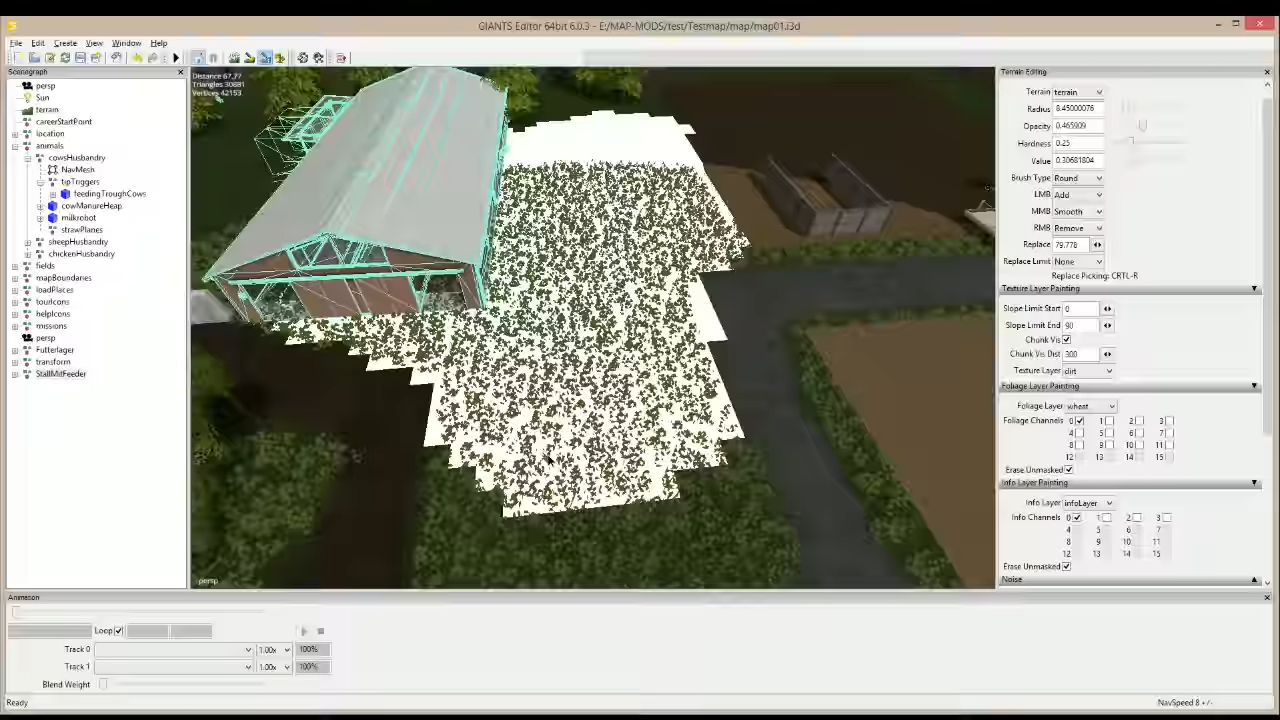 GIANTS Editor 64bit 6.0.3 - E:/MAP-MODS/test/Testmap/map/map01.i3d
File Edit Create View Window Help
Scenegraph
persp
Sun
terrain
careerStartPoint
location
animals
cowsHusbandry
NavMesh
tipTriggers
feedingTroughCows
cowManureHeap
milkrobot
strawPlanes
sheepHusbandry
chickenHusbandry
fields
mapBoundaries
loadPlaces
tourIcons
helpIcons
missions
persp
Futterlager
transform
StallMitFeeder
Distance 67.77
Triangles 30881
Vertices 42153
persp
Terrain Editing
Terrain terrain
Radius 8.45000076
Opacity 0.465909
Hardness 0.25
Value 0.30681804
Brush Type Round
LMB Add
MMB Smooth
RMB Remove
Replace 79.778
Replace Limit None
Replace Picking: CRTL-R
Texture Layer Painting
Slope Limit Start 0
Slope Limit End 90
Chunk Vis
Chunk Vis Dist 300
Texture Layer dirt
Foliage Layer Painting
Foliage Layer wheat
Foliage Channels 0 1 2 3
4 5 6 7
8 9 10 11
12 13 14 15
Erase Unmasked
Info Layer Painting
Info Layer infoLayer
Info Channels 0 1 2 3
4 5 6 7
8 9 10 11
12 13 14 15
Erase Unmasked
Noise
Animation
Loop
Track 0 1.00x 100%
Track 1 1.00x 100%
Blend Weight
Ready
NavSpeed 8 +/-